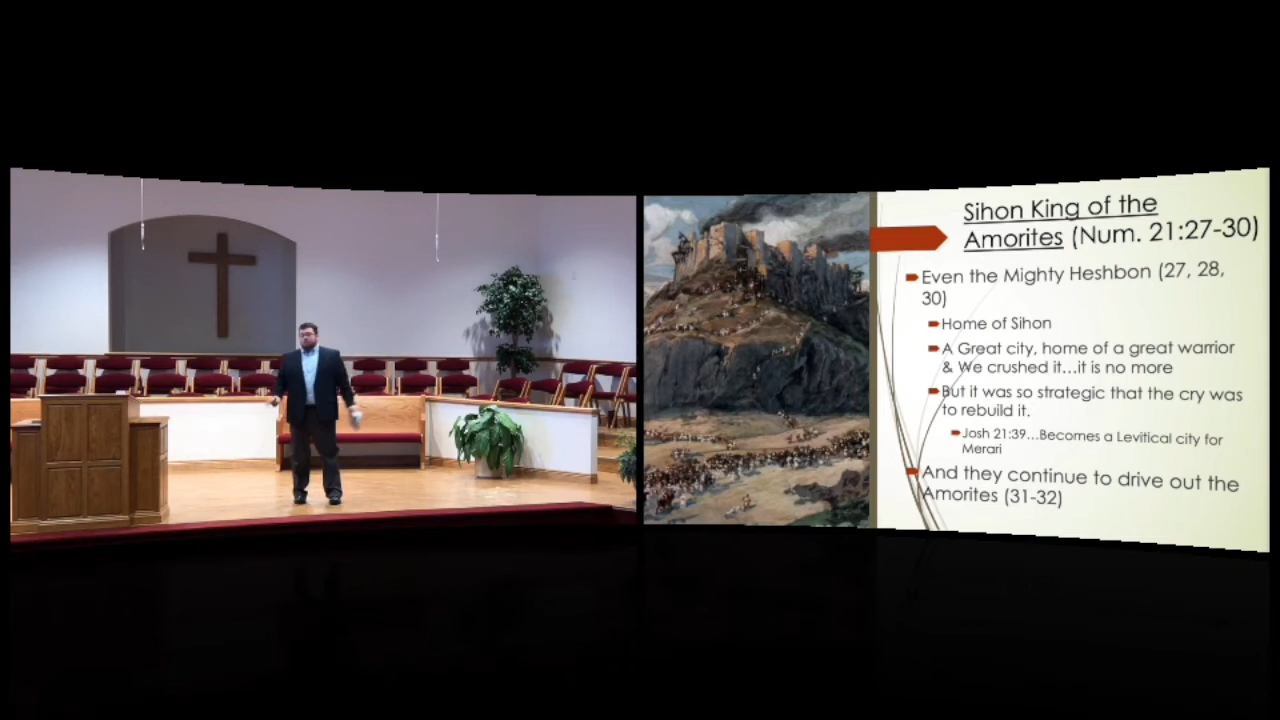 Sihon King of the
Amorites (Num. 21:27-30)
Even the Mighty Heshbon (27, 28,
30)
Home of Sihon
A Great city, home of a great warrior
& We crushed it...it is no more
But it was so strategic that the cry was
to rebuild it.
Josh 21:39...Becomes a Levitical city for
Merari
And they continue to drive out the
Amorites (31-32)